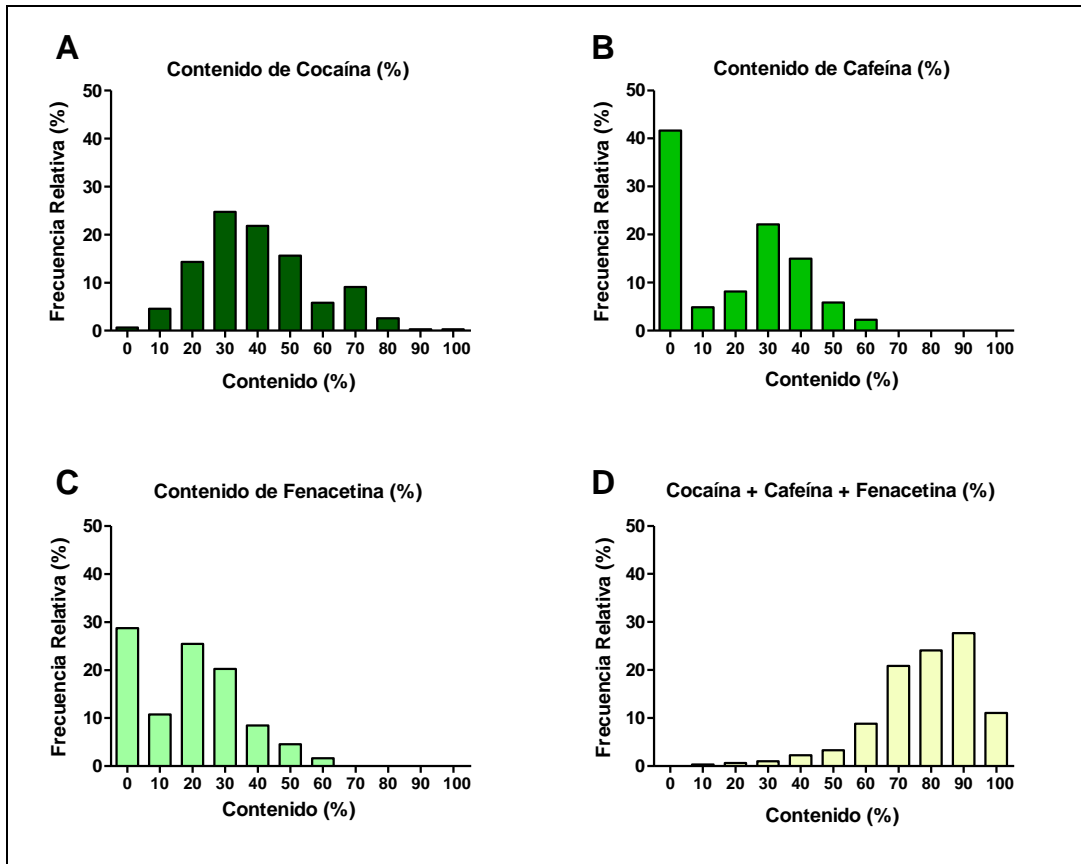 A
Contenido de Cocaína (%)
Frecuencia Relativa (%)
50
40
30
20
10
0
0 10 20 30 40 50 60 70 80 90 100
Contenido (%)
B
Contenido de Cafeína (%)
Frecuencia Relativa (%)
50
40
30
20
10
0
0 10 20 30 40 50 60 70 80 90 100
Contenido (%)
C
Contenido de Fenacetina (%)
Frecuencia Relativa (%)
50
40
30
20
10
0
0 10 20 30 40 50 60 70 80 90 100
Contenido (%)
D
Cocaína + Cafeína + Fenacetina (%)
Frecuencia Relativa (%)
50
40
30
20
10
0
0 10 20 30 40 50 60 70 80 90 100
Contenido (%)